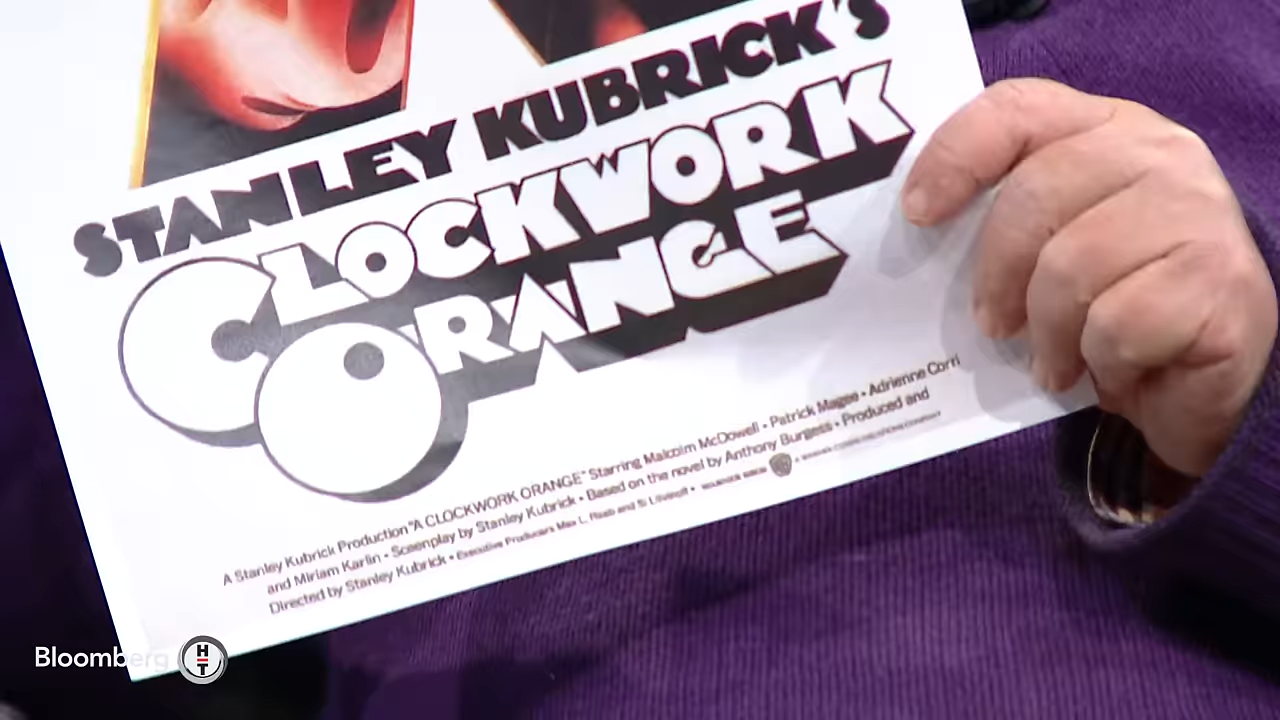 STANLEY KUBRICK'S
CLOCKWORK
ORANGE
A Stanley Kubrick Production "A CLOCKWORK ORANGE" Starring Malcolm McDowell • Patrick Magee • Adrienne Corri
and Miriam Karlin • Screenplay by Stanley Kubrick • Based on the novel by Anthony Burgess • Produced and
Directed by Stanley Kubrick • Executive Producers Max L. Raab and Si Litvinoff •
Bloomberg
H
T